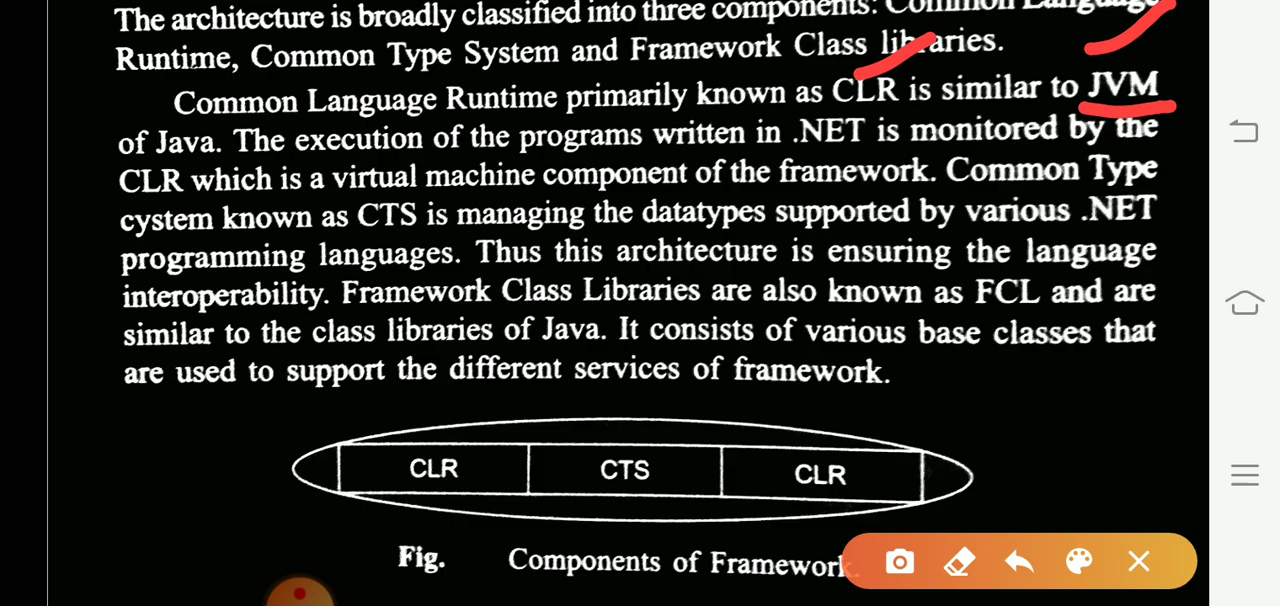 The architecture is broadly classified into three components: Common Language
Runtime, Common Type System and Framework Class libraries.
Common Language Runtime primarily known as CLR is similar to JVM
of Java. The execution of the programs written in .NET is monitored by the
CLR which is a virtual machine component of the framework. Common Type
cystem known as CTS is managing the datatypes supported by various .NET
programming languages. Thus this architecture is ensuring the language
interoperability. Framework Class Libraries are also known as FCL and are
similar to the class libraries of Java. It consists of various base classes that
are used to support the different services of framework.
CLR CTS CLR
Fig. Components of Framework.